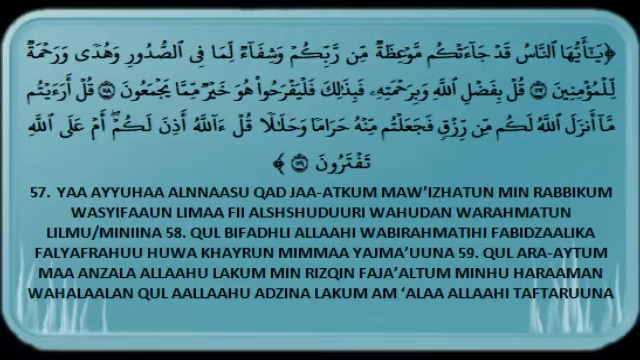 ﴿يَـٰٓأَيُّهَا ٱلنَّاسُ قَدۡ جَآءَتۡكُم مَّوۡعِظَةٞ مِّن رَّبِّكُمۡ وَشِفَآءٞ لِّمَا فِي ٱلصُّدُورِ وَهُدٗى وَرَحۡمَةٞ
لِّلۡمُؤۡمِنِينَ ٥٧ قُلۡ بِفَضۡلِ ٱللَّهِ وَبِرَحۡمَتِهِۦ فَبِذَٰلِكَ فَلۡيَفۡرَحُواْ هُوَ خَيۡرٞ مِّمَّا يَجۡمَعُونَ ٥٨ قُلۡ أَرَءَيۡتُم
مَّآ أَنزَلَ ٱللَّهُ لَكُم مِّن رِّزۡقٖ فَجَعَلۡتُم مِّنۡهُ حَرَامٗا وَحَلَٰلٗا قُلۡ ءَآللَّهُ أَذِنَ لَكُمۡۖ أَمۡ عَلَى ٱللَّهِ
تَفۡتَرُونَ ٥٩﴾
57. YAA AYYUHAA ALNNAASU QAD JAA-ATKUM MAW’IZHATUN MIN RABBIKUM
WASYIFAAUN LIMAA FII ALSHSHUDUURI WAHUDAN WARAHMATUN
LILMU/MINIINA 58. QUL BIFADHLI ALLAAHI WABIRAHMATIHI FABIDZAALIKA
FALYAFRAHUU HUWA KHAYRUN MIMMAA YAJMA’UUNA 59. QUL ARA-AYTUM
MAA ANZALA ALLAAHU LAKUM MIN RIZQIN FAJA’ALTUM MINHU HARAAMAN
WAHALAALAN QUL AALLAAHU ADZINA LAKUM AM ‘ALAA ALLAAHI TAFTARUUNA